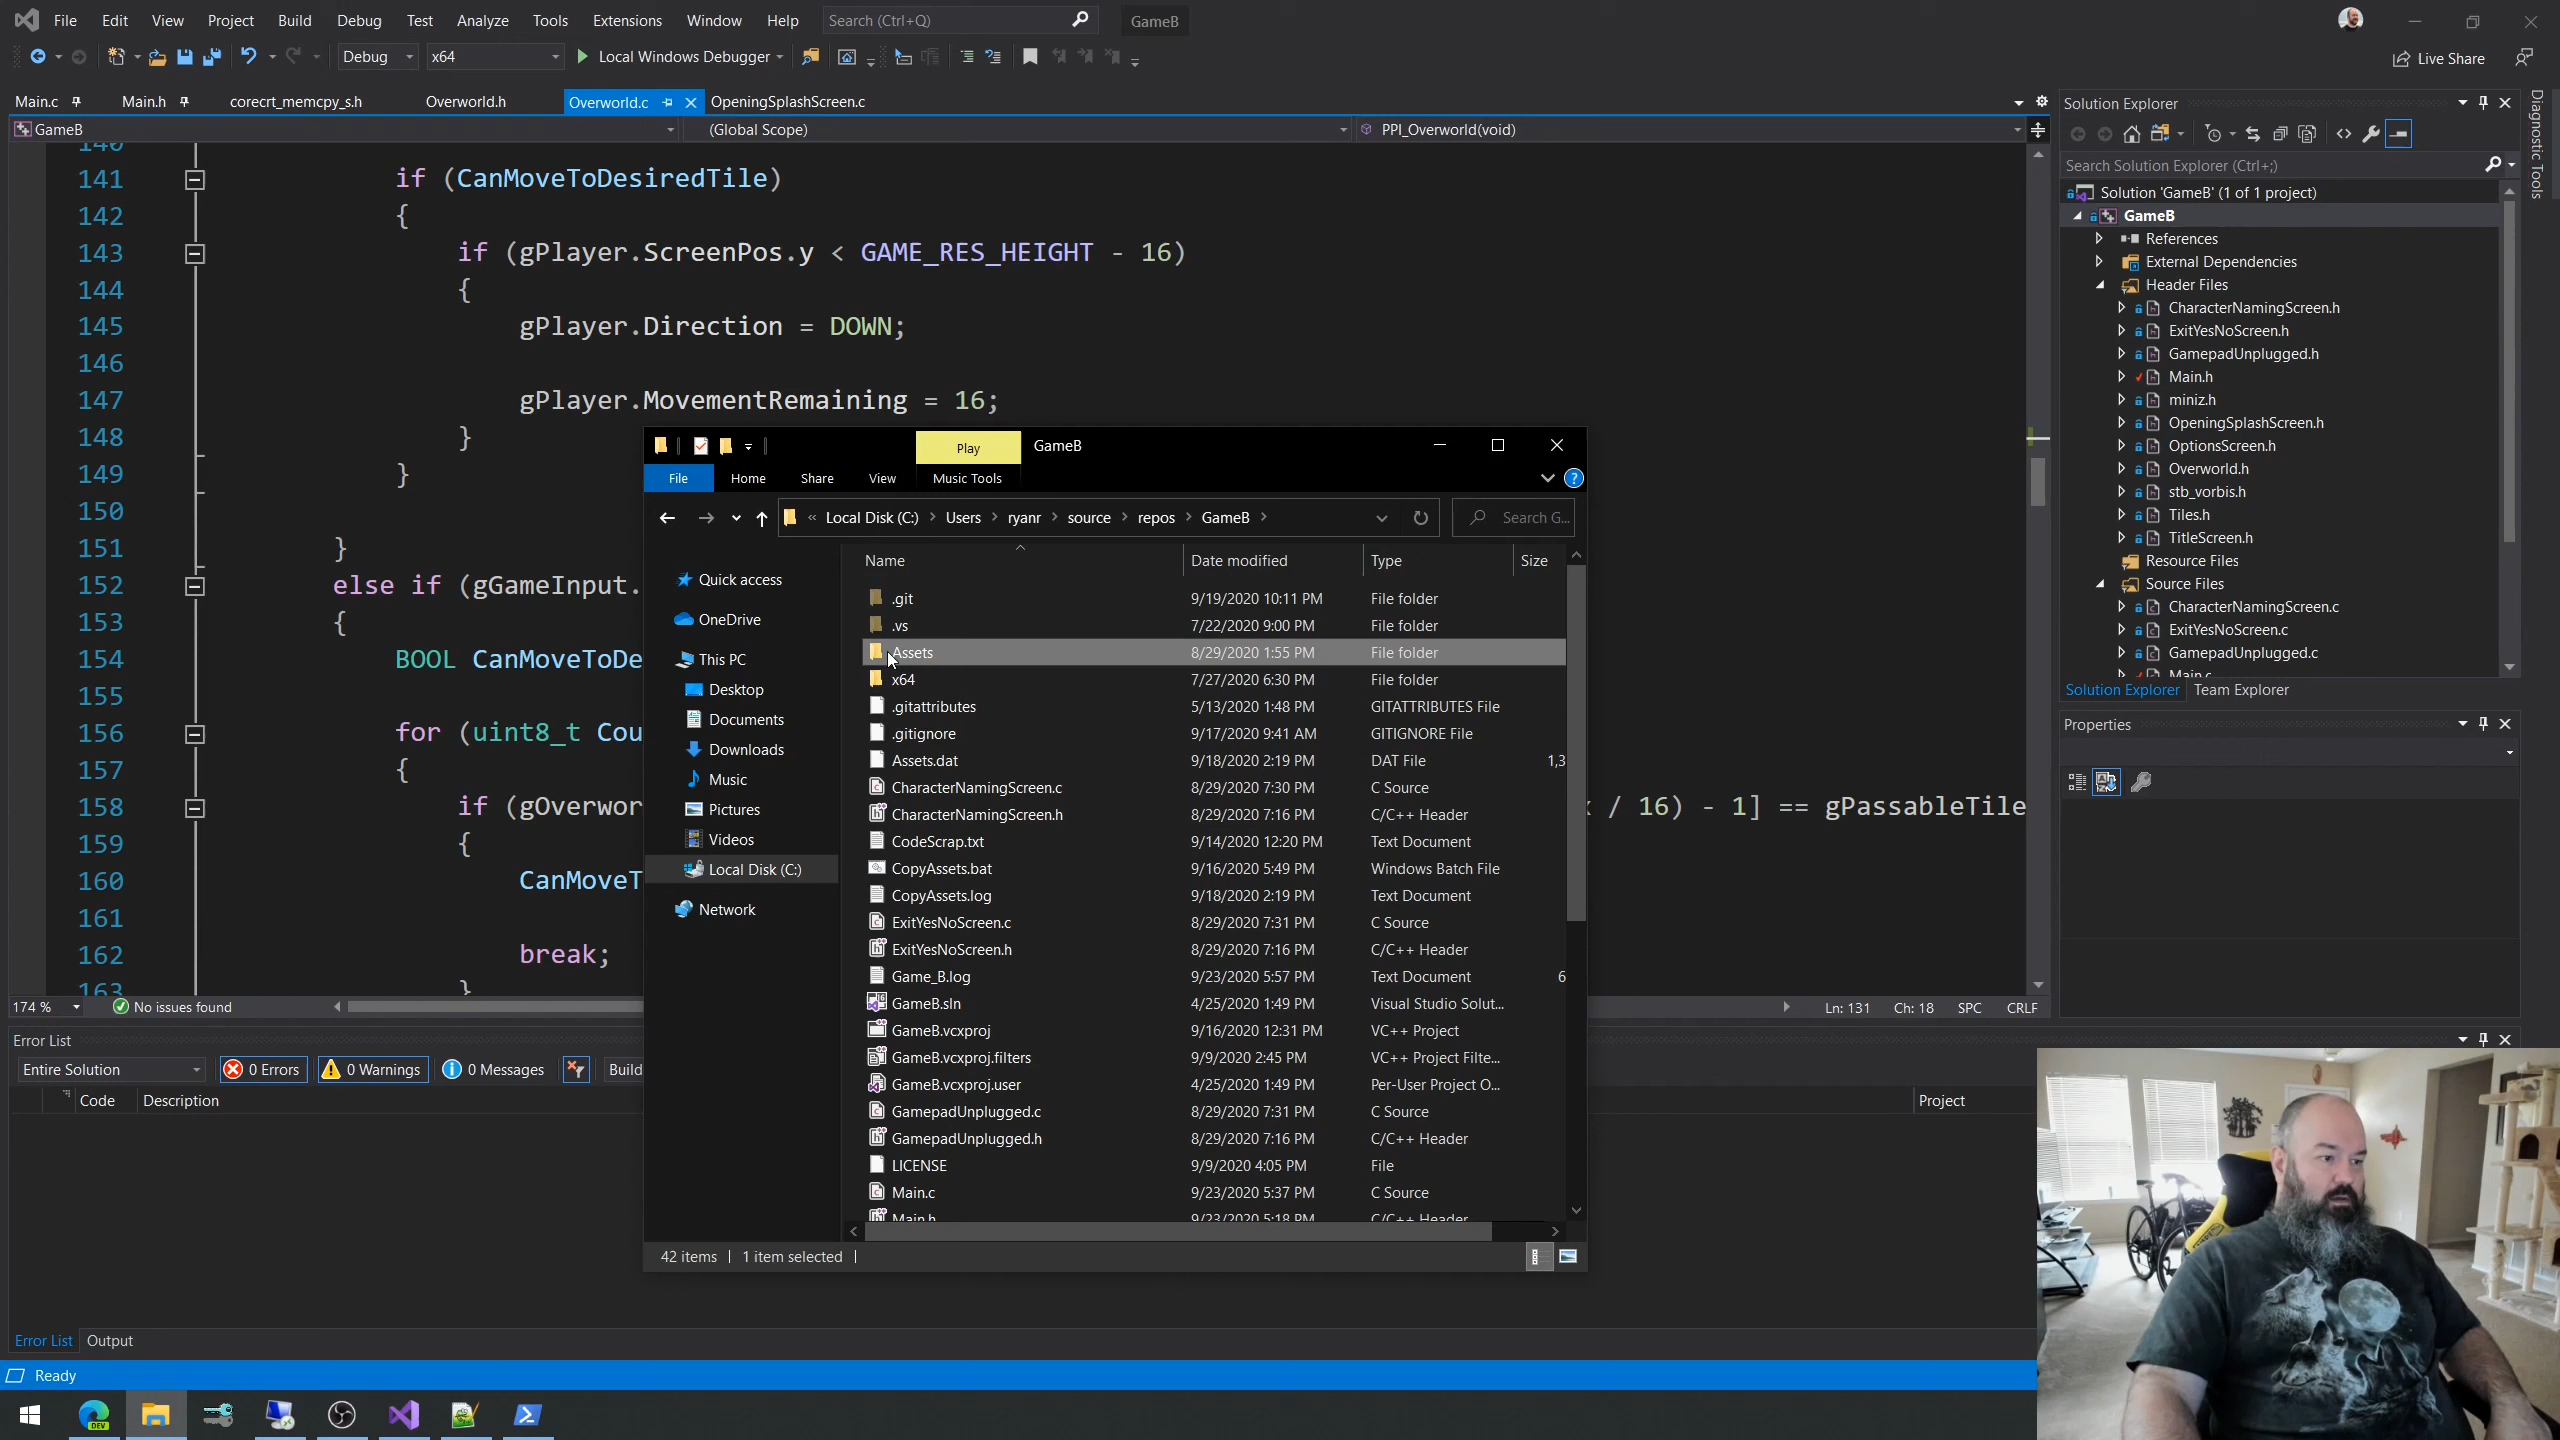 File Edit View Project Build Debug Test Analyze Tools Extensions Window Help Search (Ctrl+Q) GameB
Debug x64 Local Windows Debugger Live Share
Main.c Main.h corecrt_memcpy_s.h Overworld.h Overworld.c OpeningSplashScreen.c
GameB (Global Scope) PPI_Overworld(void)
140
141 if (CanMoveToDesiredTile)
142 {
143 if (gPlayer.ScreenPos.y < GAME_RES_HEIGHT - 16)
144 {
145 gPlayer.Direction = DOWN;
146
147 gPlayer.MovementRemaining = 16;
148 }
149 }
150
151 }
152 else if (gGameInput.
153 {
154 BOOL CanMoveToDe
155
156 for (uint8_t Cou
157 {
158 if (gOverwor / 16) - 1] == gPassableTile
159 {
160 CanMoveT
161
162 break;
163 }
174 % No issues found Ln: 131 Ch: 18 SPC CRLF
Error List
Entire Solution 0 Errors 0 Warnings 0 Messages Build
Code Description Project
Error List Output
Ready
DEV
Play GameB
File Home Share View Music Tools
« Local Disk (C:) Users ryanr source repos GameB Search G...
Quick access
OneDrive
This PC
Desktop
Documents
Downloads
Music
Pictures
Videos
Local Disk (C:)
Network
Name Date modified Type Size
.git 9/19/2020 10:11 PM File folder
.vs 7/22/2020 9:00 PM File folder
Assets 8/29/2020 1:55 PM File folder
x64 7/27/2020 6:30 PM File folder
.gitattributes 5/13/2020 1:48 PM GITATTRIBUTES File
.gitignore 9/17/2020 9:41 AM GITIGNORE File
Assets.dat 9/18/2020 2:19 PM DAT File 1,3
CharacterNamingScreen.c 8/29/2020 7:30 PM C Source
CharacterNamingScreen.h 8/29/2020 7:16 PM C/C++ Header
CodeScrap.txt 9/14/2020 12:20 PM Text Document
CopyAssets.bat 9/16/2020 5:49 PM Windows Batch File
CopyAssets.log 9/18/2020 2:19 PM Text Document
ExitYesNoScreen.c 8/29/2020 7:31 PM C Source
ExitYesNoScreen.h 8/29/2020 7:16 PM C/C++ Header
Game_B.log 9/23/2020 5:57 PM Text Document 6
GameB.sln 4/25/2020 1:49 PM Visual Studio Solut...
GameB.vcxproj 9/16/2020 12:31 PM VC++ Project
GameB.vcxproj.filters 9/9/2020 2:45 PM VC++ Project Filte...
GameB.vcxproj.user 4/25/2020 1:49 PM Per-User Project O...
GamepadUnplugged.c 8/29/2020 7:31 PM C Source
GamepadUnplugged.h 8/29/2020 7:16 PM C/C++ Header
LICENSE 9/9/2020 4:05 PM File
Main.c 9/23/2020 5:37 PM C Source
Main.h 9/23/2020 5:18 PM C/C++ Header
42 items 1 item selected
Solution Explorer
Search Solution Explorer (Ctrl+;)
Solution 'GameB' (1 of 1 project)
GameB
References
External Dependencies
Header Files
CharacterNamingScreen.h
ExitYesNoScreen.h
GamepadUnplugged.h
Main.h
miniz.h
OpeningSplashScreen.h
OptionsScreen.h
Overworld.h
stb_vorbis.h
Tiles.h
TitleScreen.h
Resource Files
Source Files
CharacterNamingScreen.c
ExitYesNoScreen.c
GamepadUnplugged.c
Main.c
Solution Explorer Team Explorer
Properties
Diagnostic Tools